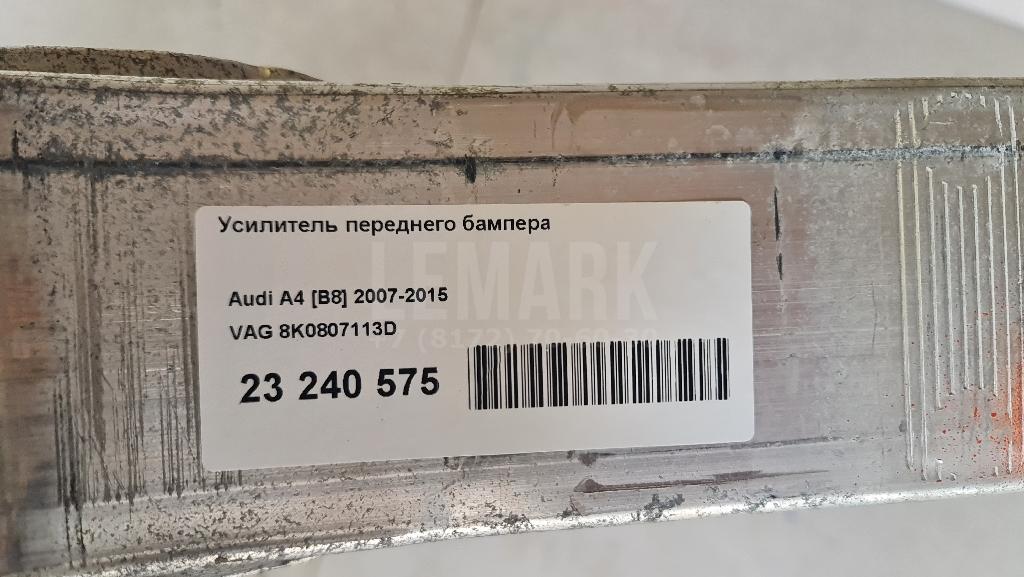 Усилитель переднего бампера
LEMARK
Audi A4 [B8] 2007-2015
VAG 8K0807113D
23 240 575